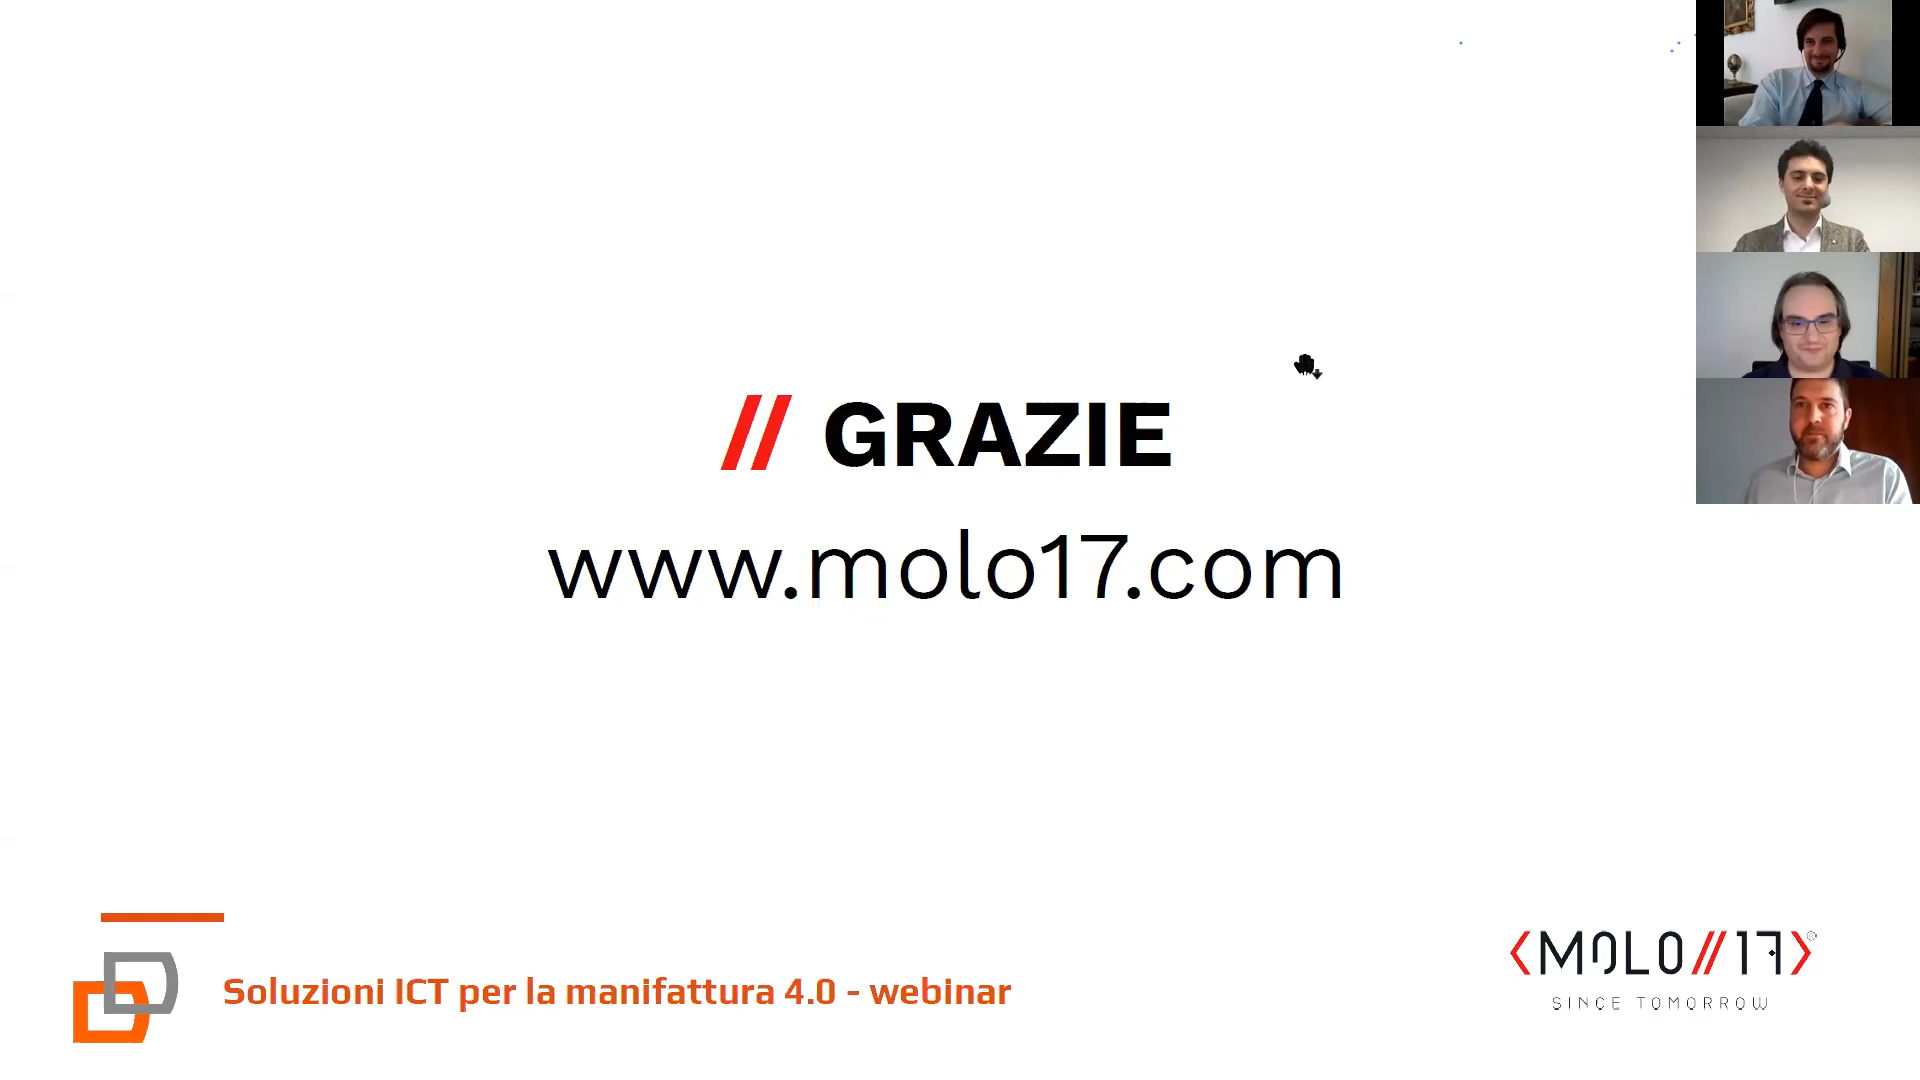 // GRAZIE
www.molo17.com
Soluzioni ICT per la manifattura 4.0 - webinar
<MOLO//17>®
SINCE TOMORROW